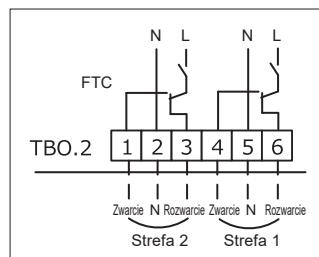 N L N L
FTC
TBO.2 1 2 3 4 5 6
Zwarcie N Rozwarcie Zwarcie N Rozwarcie
Strefa 2 Strefa 1